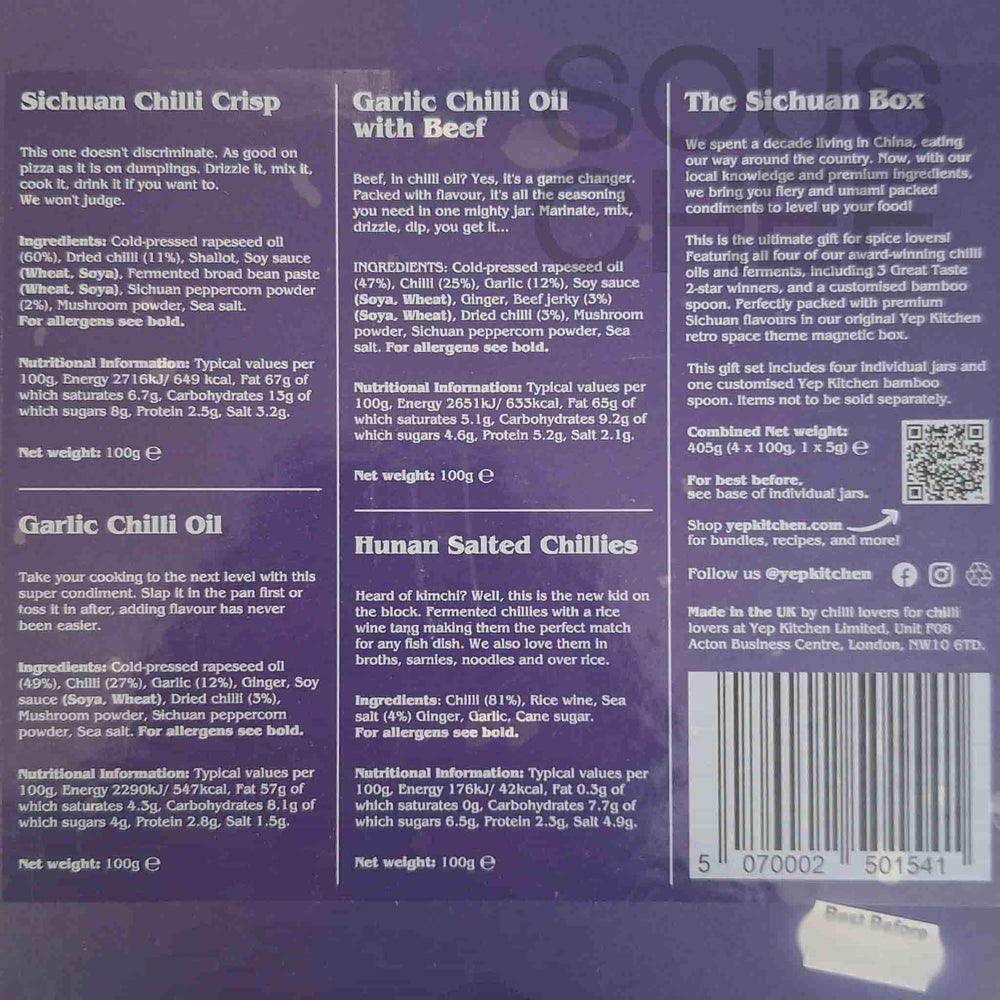 SOUS
CHEF
Sichuan Chilli Crisp
This one doesn't discriminate. As good on
pizza as it is on dumplings. Drizzle it, mix it,
cook it, drink it if you want to.
We won't judge.
Ingredients: Cold-pressed rapeseed oil
(60%), Dried chilli (11%), Shallot, Soy sauce
(Wheat, Soya), Fermented broad bean paste
(Wheat, Soya), Sichuan peppercorn powder
(2%), Mushroom powder, Sea salt.
For allergens see bold.
Nutritional Information: Typical values per
100g, Energy 2716kJ/ 649 kcal, Fat 67g of
which saturates 6.7g, Carbohydrates 13g of
which sugars 8g, Protein 2.5g, Salt 3.2g.
Net weight: 100g ℮
Garlic Chilli Oil
Take your cooking to the next level with this
super condiment. Slap it in the pan first or
toss it in after, adding flavour has never
been easier.
Ingredients: Cold-pressed rapeseed oil
(49%), Chilli (27%), Garlic (12%), Ginger, Soy
sauce (Soya, Wheat), Dried chilli (3%),
Mushroom powder, Sichuan peppercorn
powder, Sea salt. For allergens see bold.
Nutritional Information: Typical values per
100g, Energy 2290kJ/ 547kcal, Fat 57g of
which saturates 4.3g, Carbohydrates 8.1g of
which sugars 4g, Protein 2.8g, Salt 1.5g.
Net weight: 100g ℮
Garlic Chilli Oil
with Beef
Beef, in chilli oil? Yes, it's a game changer.
Packed with flavour, it's all the seasoning
you need in one mighty jar. Marinate, mix,
drizzle, dip, you get it...
INGREDIENTS: Cold-pressed rapeseed oil
(47%), Chilli (25%), Garlic (12%), Soy sauce
(Soya, Wheat), Ginger, Beef jerky (3%)
(Soya, Wheat), Dried chilli (3%), Mushroom
powder, Sichuan peppercorn powder, Sea
salt. For allergens see bold.
Nutritional Information: Typical values per
100g, Energy 2651kJ/ 633kcal, Fat 65g of
which saturates 5.1g, Carbohydrates 9.2g of
which sugars 4.6g, Protein 5.2g, Salt 2.1g.
Net weight: 100g ℮
Hunan Salted Chillies
Heard of kimchi? Well, this is the new kid on
the block. Fermented chillies with a rice
wine tang making them the perfect match
for any fish dish. We also love them in
broths, sarnies, noodles and over rice.
Ingredients: Chilli (81%), Rice wine, Sea
salt (4%) Ginger, Garlic, Cane sugar.
For allergens see bold.
Nutritional Information: Typical values per
100g, Energy 176kJ/ 42kcal, Fat 0.3g of
which saturates 0g, Carbohydrates 7.7g of
which sugars 6.5g, Protein 2.3g, Salt 4.9g.
Net weight: 100g ℮
The Sichuan Box
We spent a decade living in China, eating
our way around the country. Now, with our
local knowledge and premium ingredients,
we bring you fiery and umami packed
condiments to level up your food!
This is the ultimate gift for spice lovers!
Featuring all four of our award-winning chilli
oils and ferments, including 3 Great Taste
2-star winners, and a customised bamboo
spoon. Perfectly packed with premium
Sichuan flavours in our original Yep Kitchen
retro space theme magnetic box.
This gift set includes four individual jars and
one customised Yep Kitchen bamboo
spoon. Items not to be sold separately.
Combined Net weight:
405g (4 x 100g, 1 x 5g) ℮
For best before,
see base of individual jars.
Shop yepkitchen.com
for bundles, recipes, and more!
Follow us @yepkitchen
Made in the UK by chilli lovers for chilli
lovers at Yep Kitchen Limited, Unit F08
Acton Business Centre, London, NW10 6TD.
5 070002 501541
Best Before